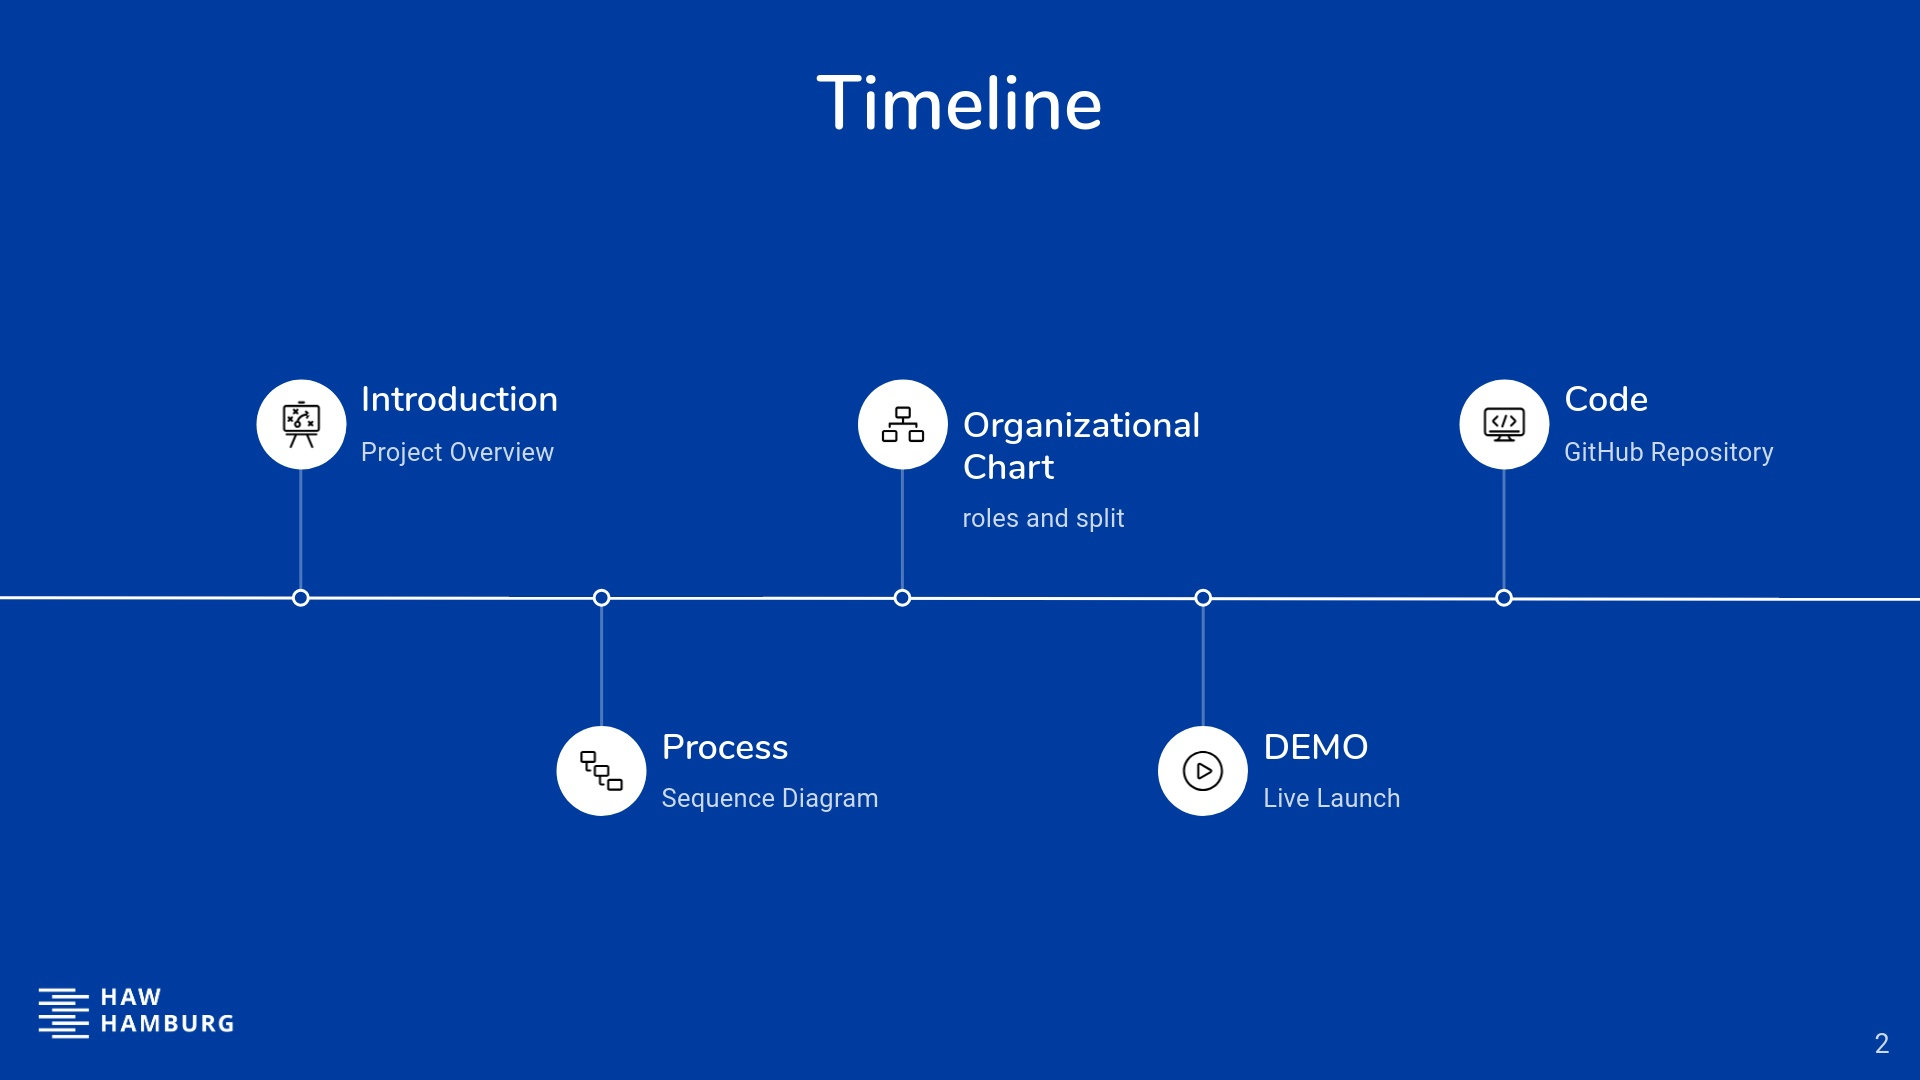 Timeline
Introduction
Project Overview
Process
Sequence Diagram
Organizational
Chart
roles and split
DEMO
Live Launch
Code
GitHub Repository
HAW
HAMBURG
2